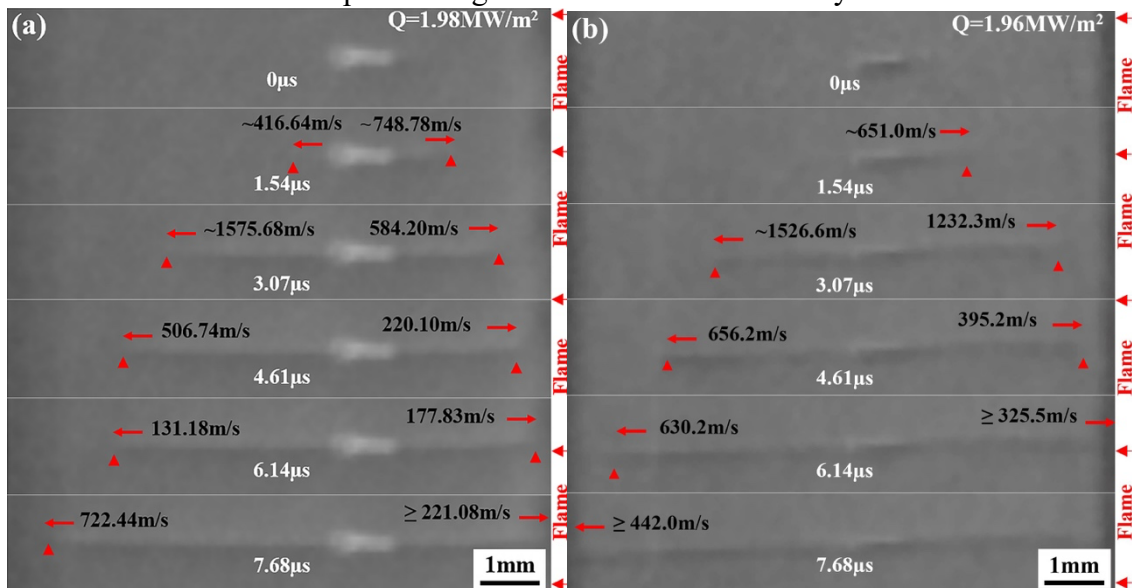 (a)
Q=1.98MW/m²
0μs
~416.64m/s
~748.78m/s
1.54μs
~1575.68m/s
584.20m/s
3.07μs
506.74m/s
220.10m/s
4.61μs
131.18m/s
177.83m/s
6.14μs
722.44m/s
≥ 221.08m/s
7.68μs
1mm
Flame
Flame
Flame
Flame
(b)
Q=1.96MW/m²
0μs
~651.0m/s
1.54μs
~1526.6m/s
1232.3m/s
3.07μs
656.2m/s
395.2m/s
4.61μs
630.2m/s
≥ 325.5m/s
6.14μs
≥ 442.0m/s
7.68μs
1mm
Flame
Flame
Flame
Flame